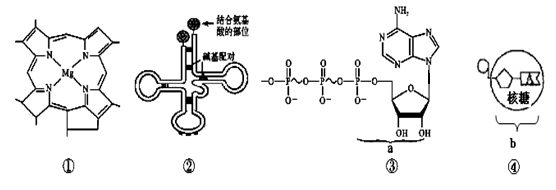 结合氨基
酸的部位
碱基配对
N
N
Mg
N
N
NH₂
N
N
N
N
O O O
-O-P-O-P-O-P-O
O⁻ O⁻ O⁻
O
OH OH
a
A
核糖
b
① ② ③ ④